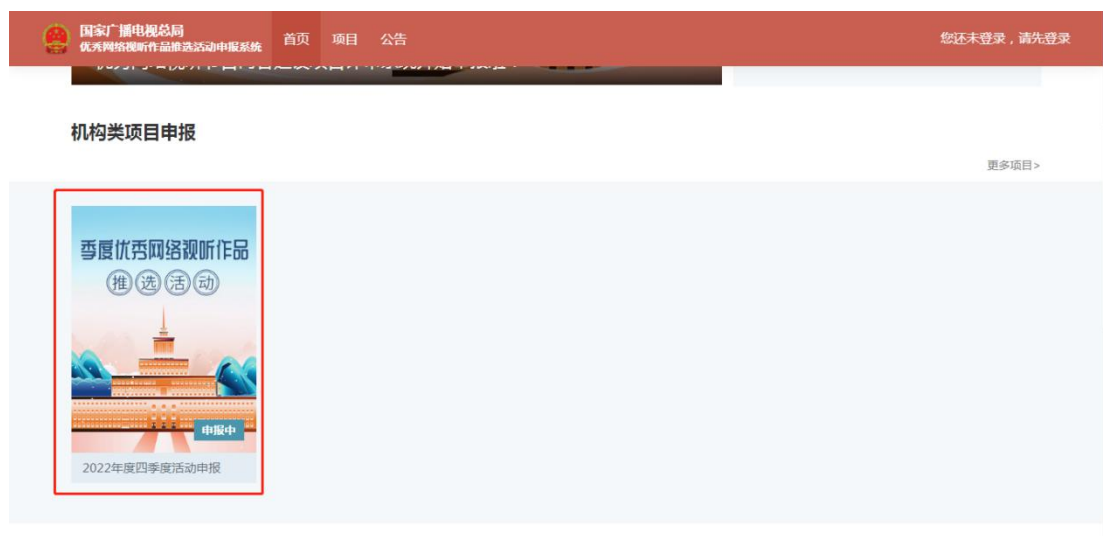 国家广播电视总局
优秀网络视听作品推选活动申报系统
首页 项目 公告
您还未登录，请先登录
机构类项目申报
更多项目>
季度优秀网络视听作品
推选活动
申报中
2022年度四季度活动申报